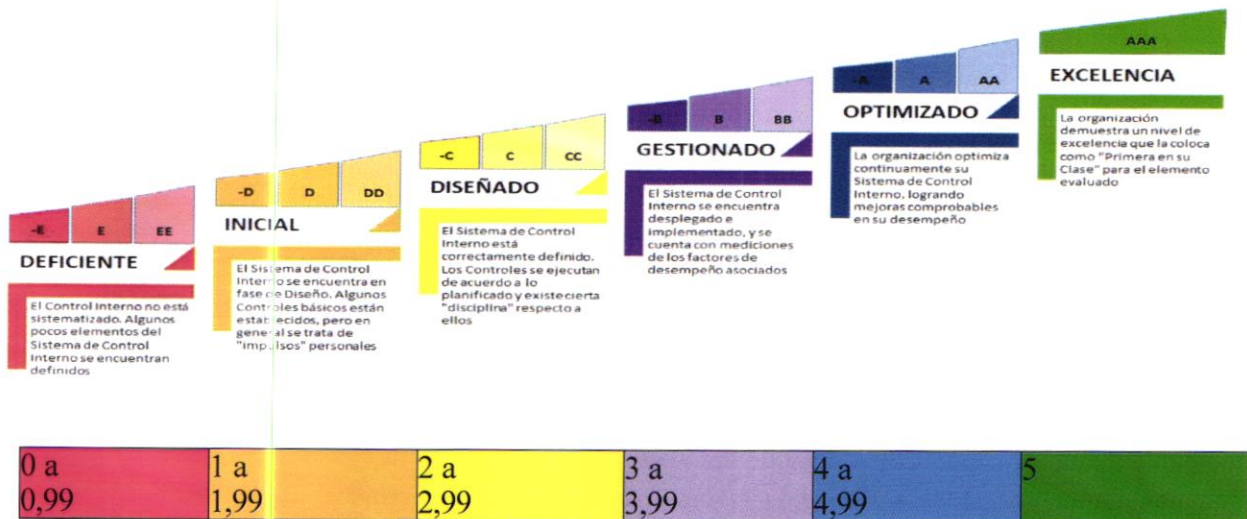 -E E EE
DEFICIENTE
El Control Interno no está
sistematizado. Algunos
pocos elementos del
Sistema de Control
Interno se encuentran
definidos
-D D DD
INICIAL
El Sistema de Control
Interno se encuentra en
fase de Diseño. Algunos
Controles básicos están
establecidos, pero en
general se trata de
"impulsos" personales
-C C CC
DISEÑADO
El Sistema de Control
Interno está
correctamente definido.
Los Controles se ejecutan
de acuerdo a lo
planificado y existe cierta
"disciplina" respecto a
ellos
-B B BB
GESTIONADO
El Sistema de Control
Interno se encuentra
desplegado e
implementado, y se
cuenta con mediciones
de los factores de
desempeño asociados
-A A AA
OPTIMIZADO
La organización optimiza
continuamente su
Sistema de Control
Interno, logrando
mejoras comprobables
en su desempeño
AAA
EXCELENCIA
La organización
demuestra un nivel de
excelencia que la coloca
como "Primera en su
Clase" para el elemento
evaluado
0 a
0,99
1 a
1,99
2 a
2,99
3 a
3,99
4 a
4,99
5